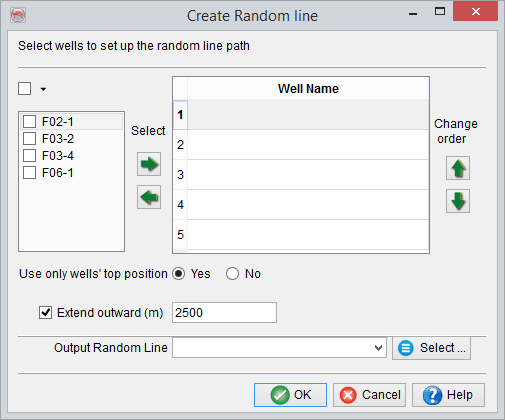 Create Random line
Select wells to set up the random line path
Well Name
F02-1
F03-2
F03-4
F06-1
Select
1
2
3
4
5
Change
order
Use only wells' top position Yes No
Extend outward (m) 2500
Output Random Line Select ...
OK Cancel Help